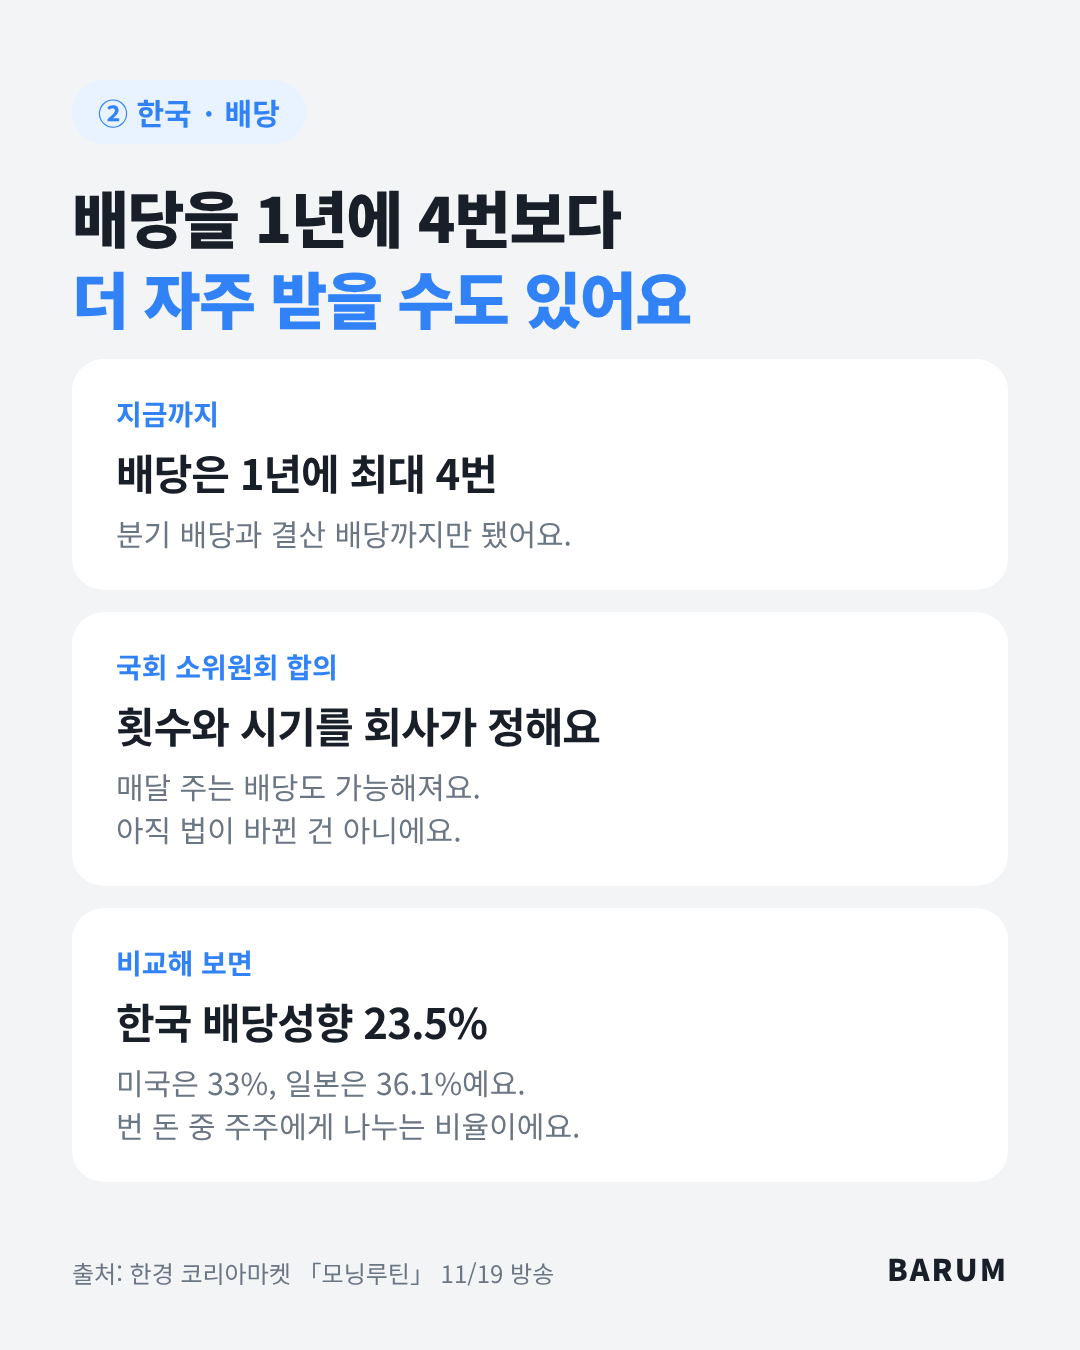 ② 한국 · 배당
배당을 1년에 4번보다
더 자주 받을 수도 있어요
지금까지
배당은 1년에 최대 4번
분기 배당과 결산 배당까지만 됐어요.
국회 소위원회 합의
횟수와 시기를 회사가 정해요
매달 주는 배당도 가능해져요.
아직 법이 바뀐 건 아니에요.
비교해 보면
한국 배당성향 23.5%
미국은 33%, 일본은 36.1%예요.
번 돈 중 주주에게 나누는 비율이에요.
출처: 한경 코리아마켓 「모닝루틴」 11/19 방송
BARUM